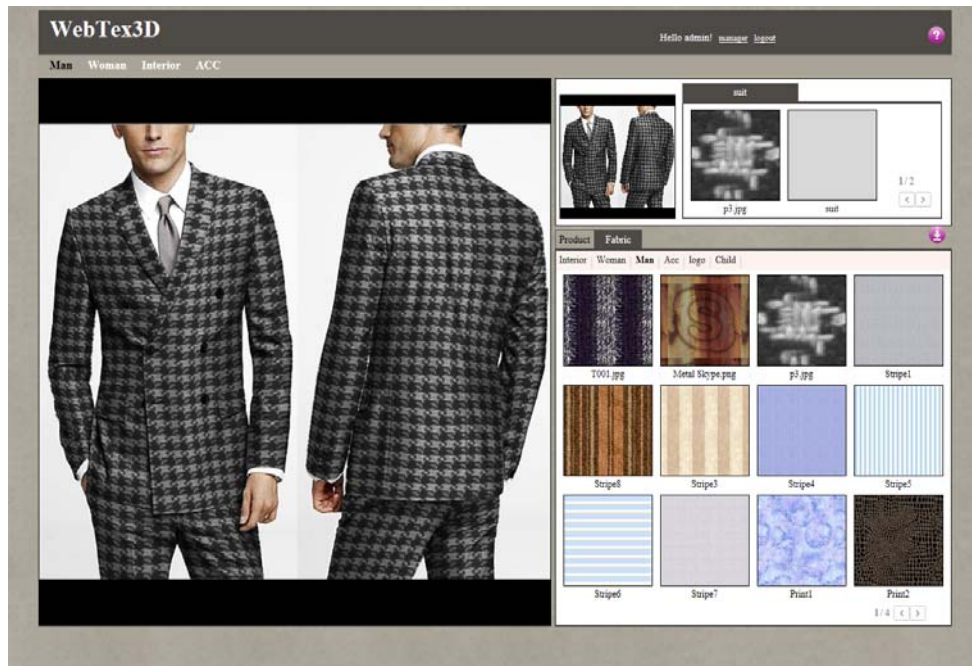 WebTex3D
Hello admin! manager logout
?
Man Woman Interior ACC
suit
1 / 2
< >
p3.jpg suit
Product Fabric
Interior Woman Man Acc logo Child
T001.jpg Metal Skype.png p3.jpg Stripe1
Stripe8 Stripe3 Stripe4 Stripe5
Stripe6 Stripe7 Print1 Print2
1 / 4 < >